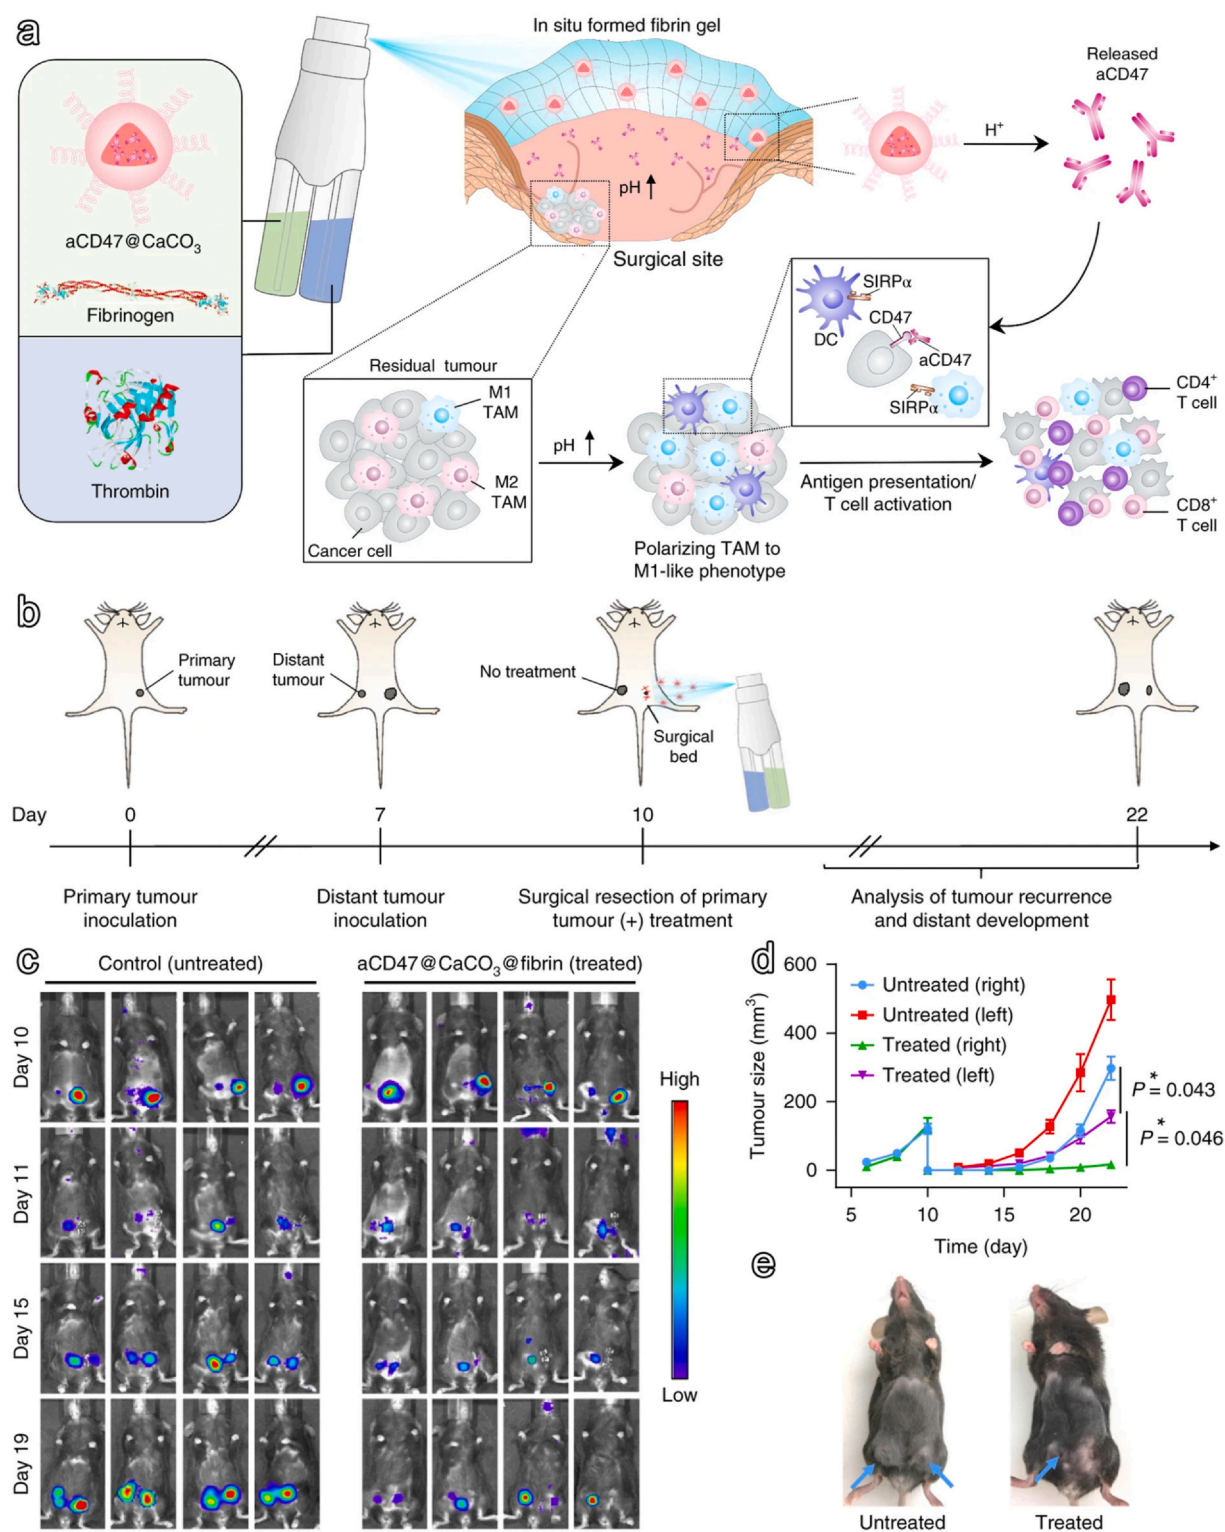 a
In situ formed fibrin gel
Released
aCD47
H+
pH ↑
aCD47@CaCO3
Surgical site
Fibrinogen
SIRPα
CD47
DC
aCD47
SIRPα
Residual tumour
M1
TAM
CD4+
T cell
pH ↑
Thrombin
M2
TAM
Antigen presentation/
T cell activation
CD8+
T cell
Cancer cell
Polarizing TAM to
M1-like phenotype
b
Primary
tumour
Distant
tumour
No treatment
Surgical
bed
Day 0 7 10 22
Primary tumour
inoculation
Distant tumour
inoculation
Surgical resection of primary
tumour (+) treatment
Analysis of tumour recurrence
and distant development
c
Control (untreated)
aCD47@CaCO3@fibrin (treated)
Day 10
Day 11
Day 15
Day 19
High
Low
d
Tumour size (mm3)
600
400
200
0
5 10 15 20
Time (day)
Untreated (right)
Untreated (left)
Treated (right)
Treated (left)
*
P = 0.043
*
P = 0.046
e
Untreated
Treated